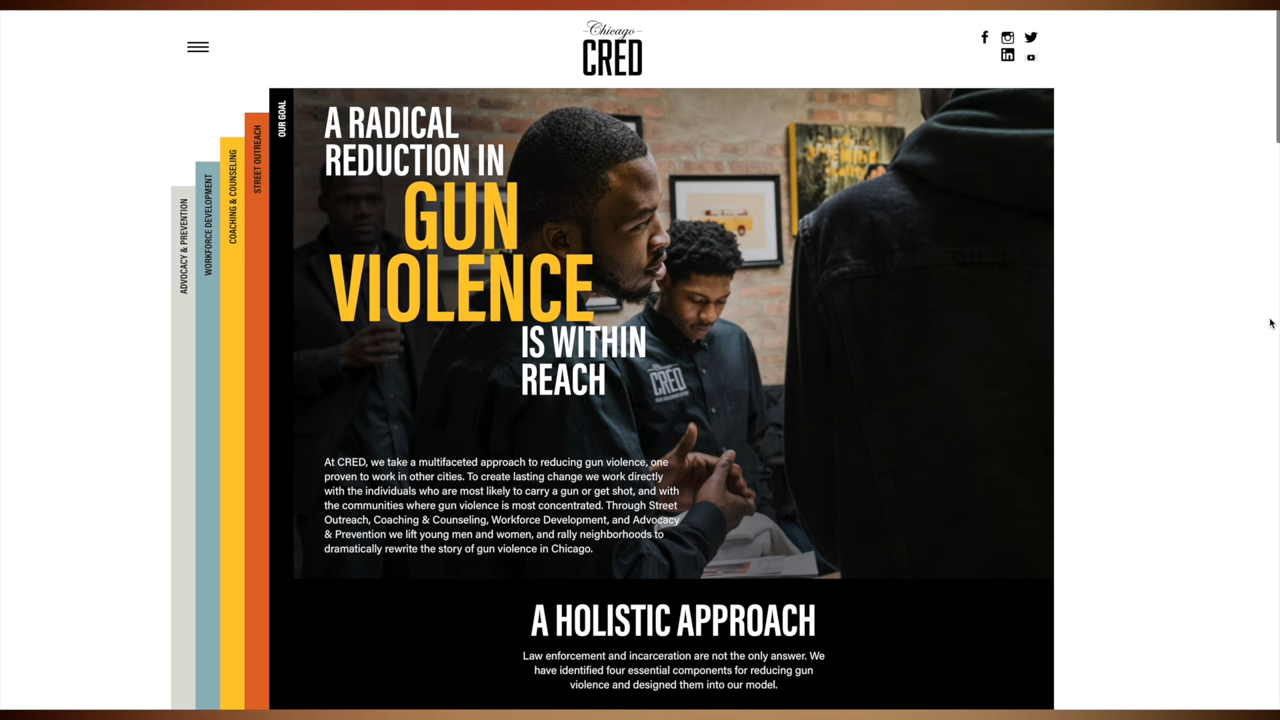 Chicago
CRED
OUR GOAL
STREET OUTREACH
COACHING & COUNSELING
WORKFORCE DEVELOPMENT
ADVOCACY & PREVENTION
A RADICAL
REDUCTION IN
GUN
VIOLENCE
IS WITHIN
REACH
CRED
At CRED, we take a multifaceted approach to reducing gun violence, one
proven to work in other cities. To create lasting change we work directly
with the individuals who are most likely to carry a gun or get shot, and with
the communities where gun violence is most concentrated. Through Street
Outreach, Coaching & Counseling, Workforce Development, and Advocacy
& Prevention we lift young men and women, and rally neighborhoods to
dramatically rewrite the story of gun violence in Chicago.
A HOLISTIC APPROACH
Law enforcement and incarceration are not the only answer. We
have identified four essential components for reducing gun
violence and designed them into our model.